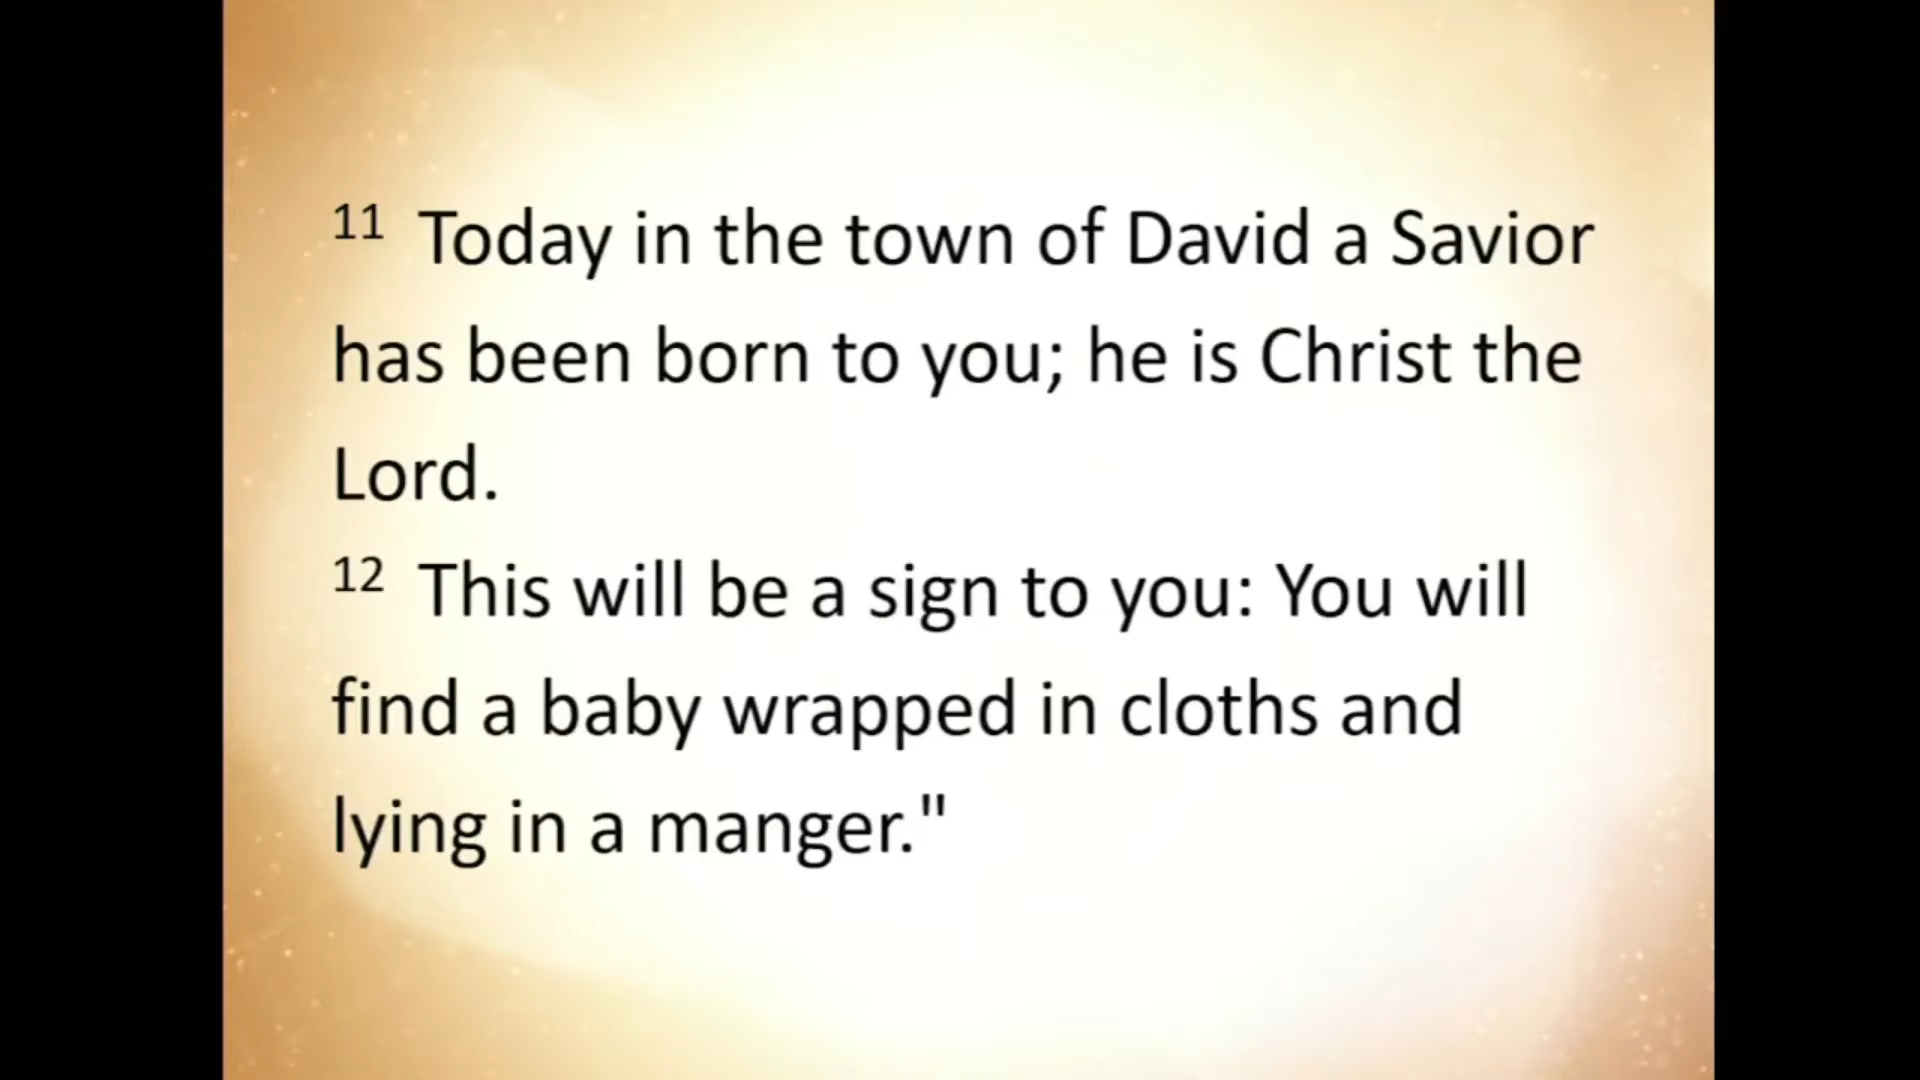 11 Today in the town of David a Savior
has been born to you; he is Christ the
Lord.
12 This will be a sign to you: You will
find a baby wrapped in cloths and
lying in a manger."